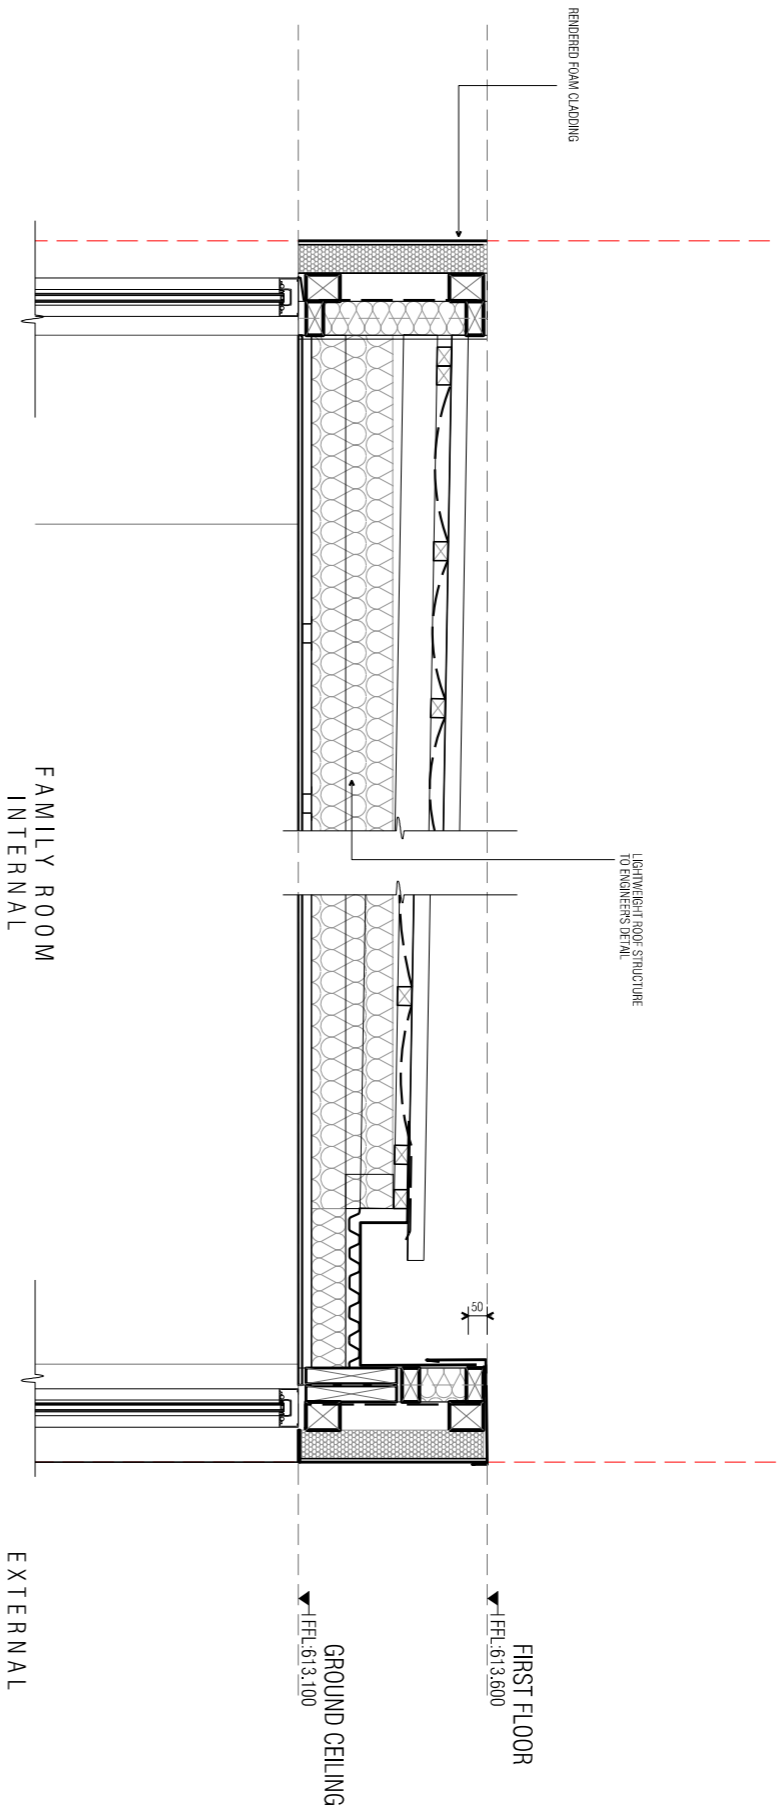 RENDERED FOAM CLADDING
LIGHTWEIGHT ROOF STRUCTURE
TO ENGINEER'S DETAIL
50
FIRST FLOOR
FFL:613.600
GROUND CEILING
FFL:613.100
FAMILY ROOM
INTERNAL
EXTERNAL